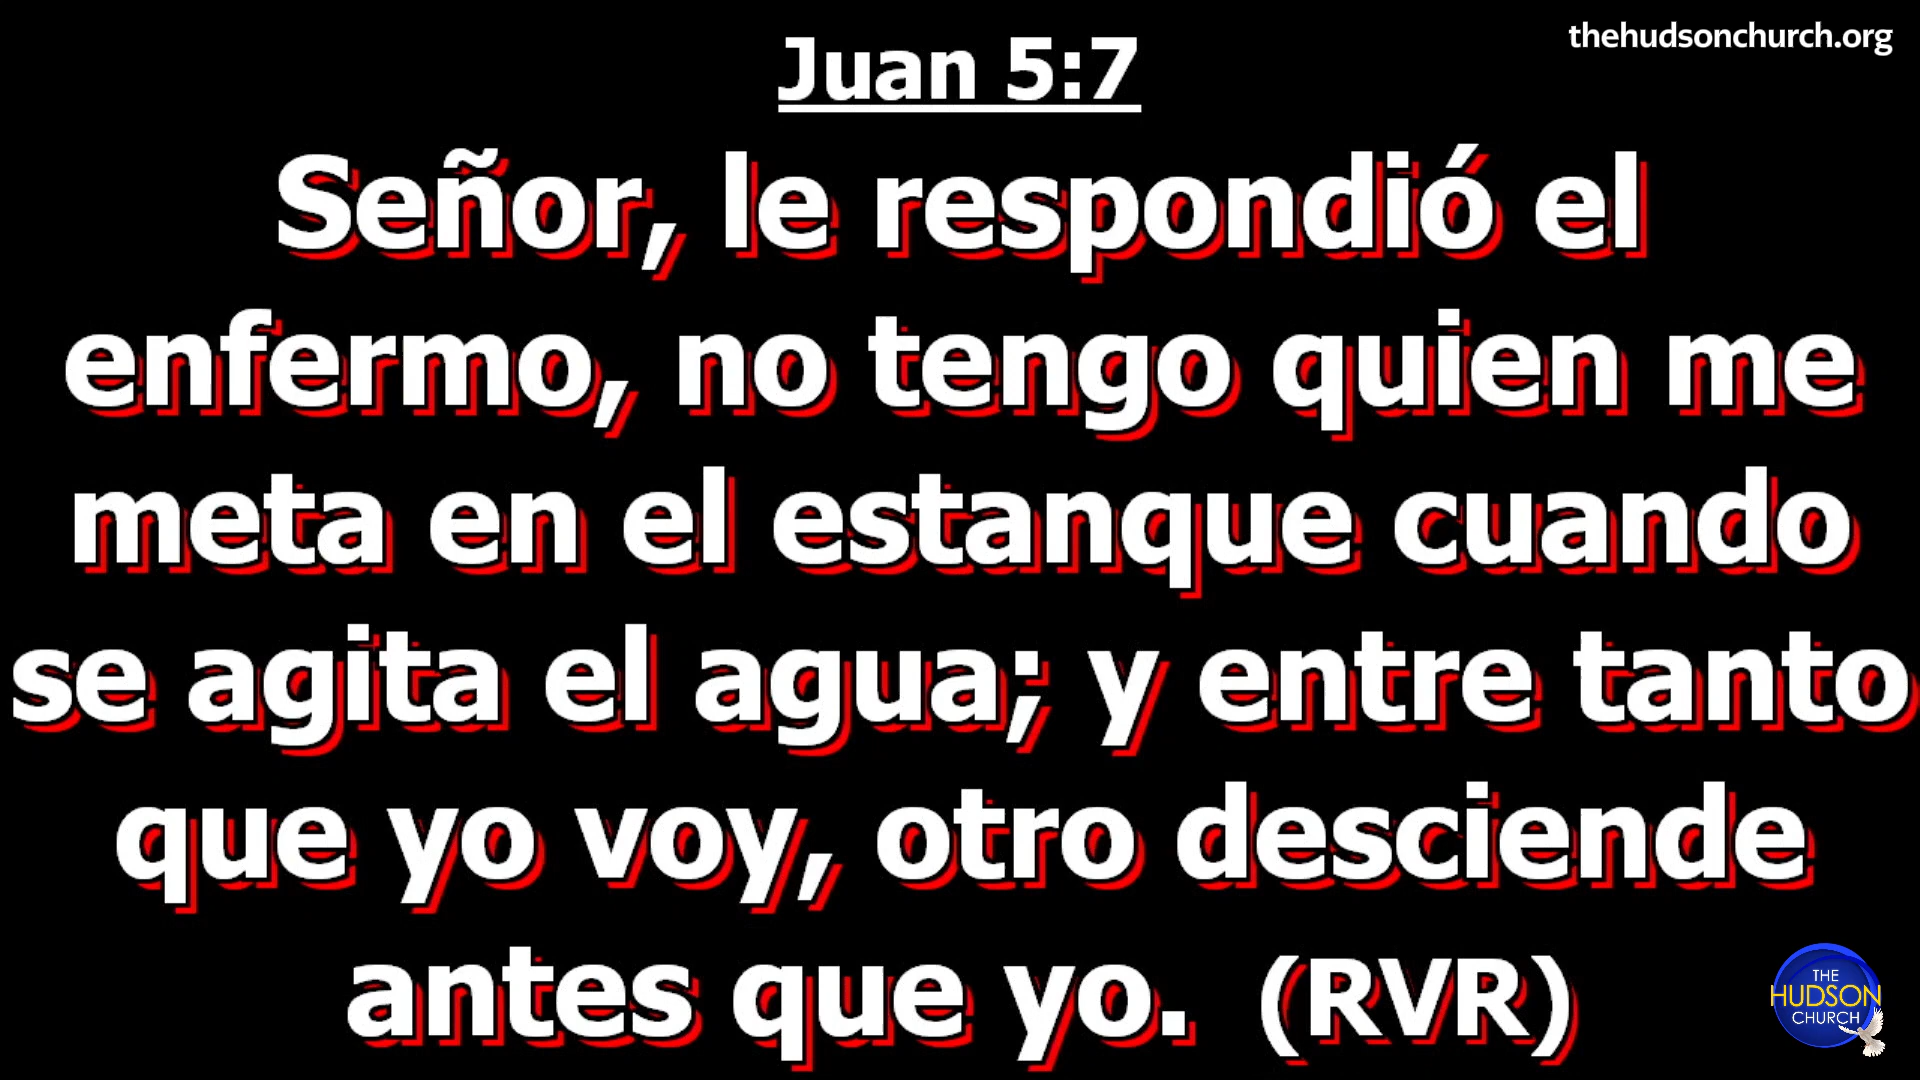 thehudsonchurch.org
Juan 5:7
Señor, le respondió el
enfermo, no tengo quien me
meta en el estanque cuando
se agita el agua; y entre tanto
que yo voy, otro desciende
antes que yo. (RVR)
THE
HUDSON
CHURCH